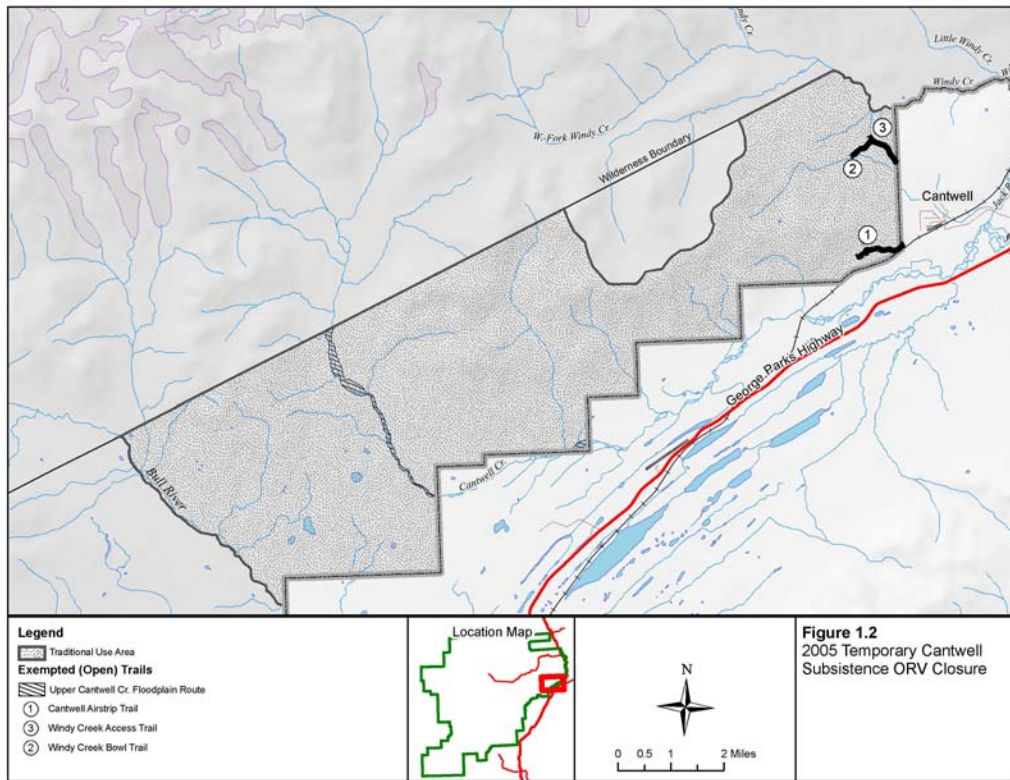 ndy Cr.
Little Windy Cr.
Windy Cr.
W. Fork Windy Cr.
Wilderness Boundary
3
2
Cantwell
Jack R
1
George Parks Highway
Cantwell Cr.
Bull River
Legend
Traditional Use Area
Exempted (Open) Trails
Upper Cantwell Cr. Floodplain Route
1 Cantwell Airstrip Trail
3 Windy Creek Access Trail
2 Windy Creek Bowl Trail
Location Map
N
0 0.5 1 2 Miles
Figure 1.2
2005 Temporary Cantwell
Subsistence ORV Closure